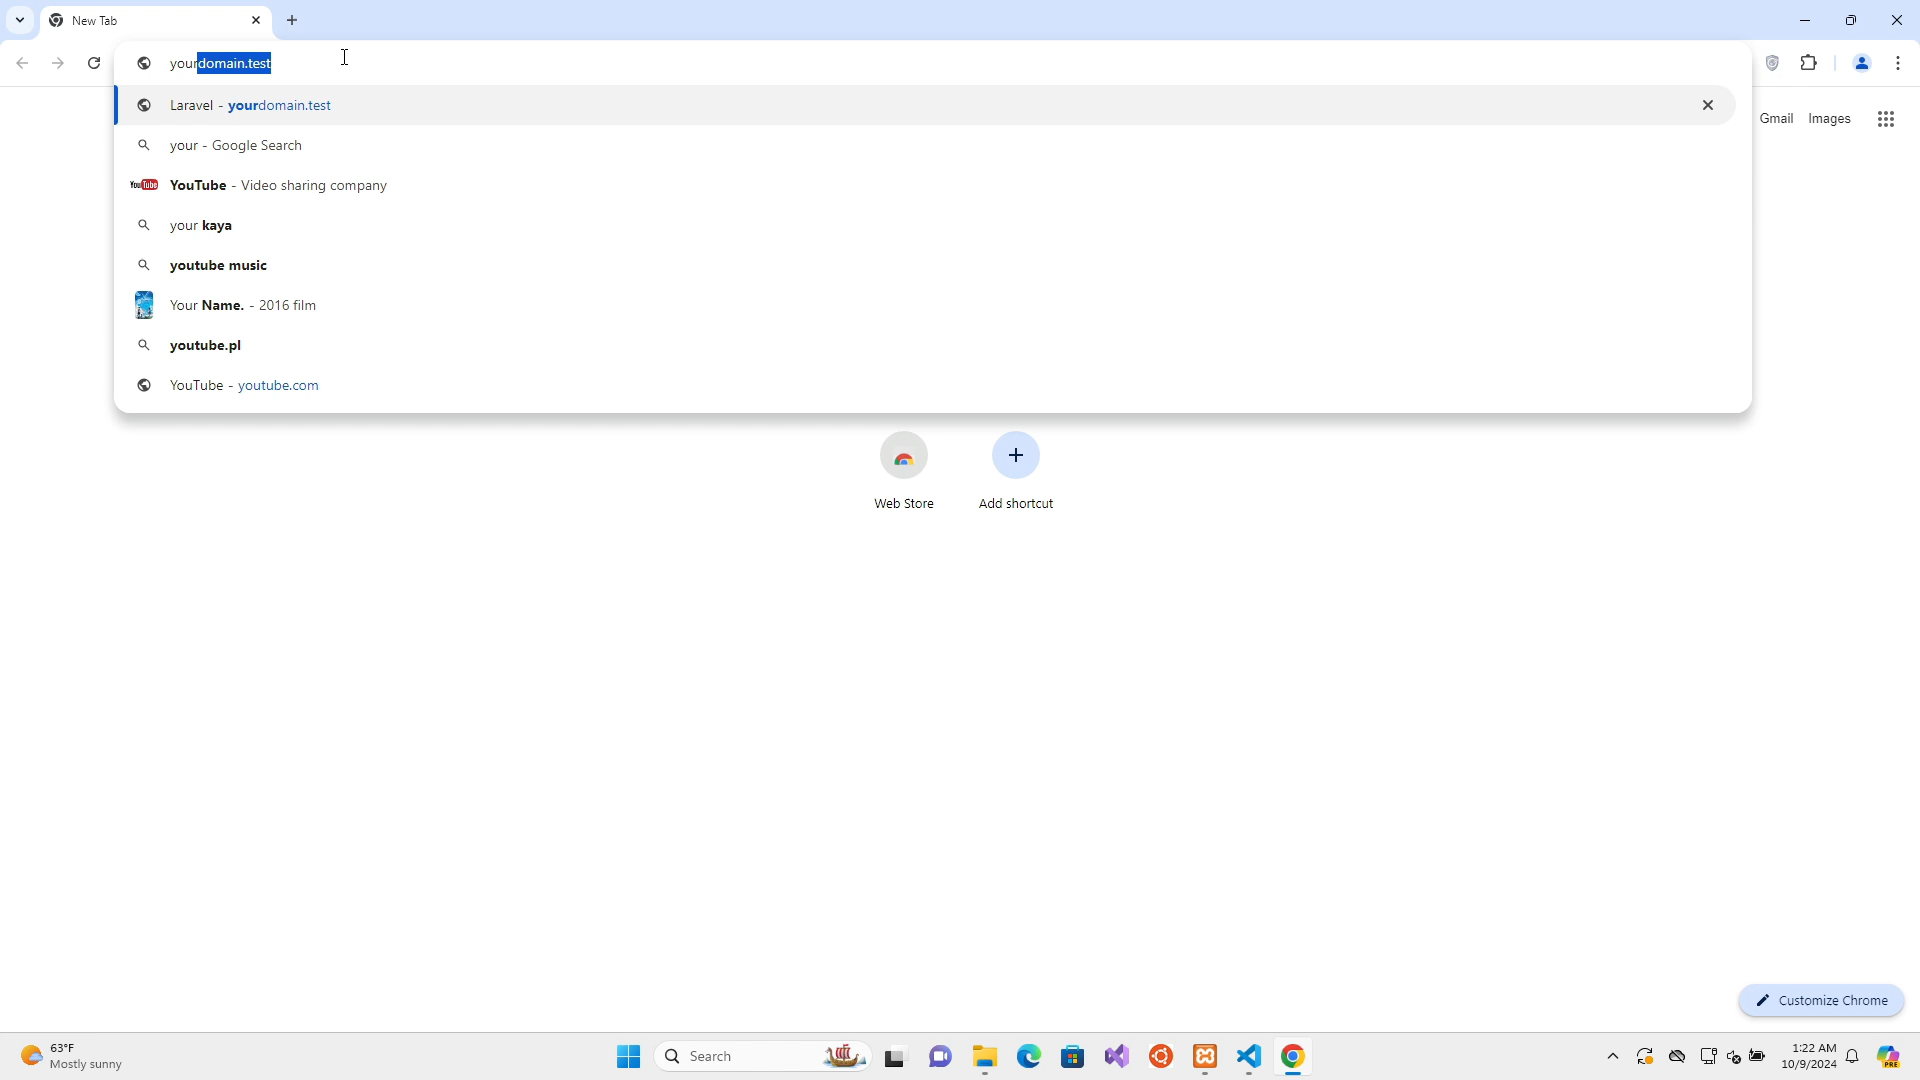 New Tab
yourdomain.test
Laravel - yourdomain.test
Gmail Images
your - Google Search
YouTube YouTube - Video sharing company
your kaya
youtube music
Your Name. - 2016 film
youtube.pl
YouTube - youtube.com
Web Store Add shortcut
Customize Chrome
63°F
Mostly sunny
Search
1:22 AM
10/9/2024
PRE